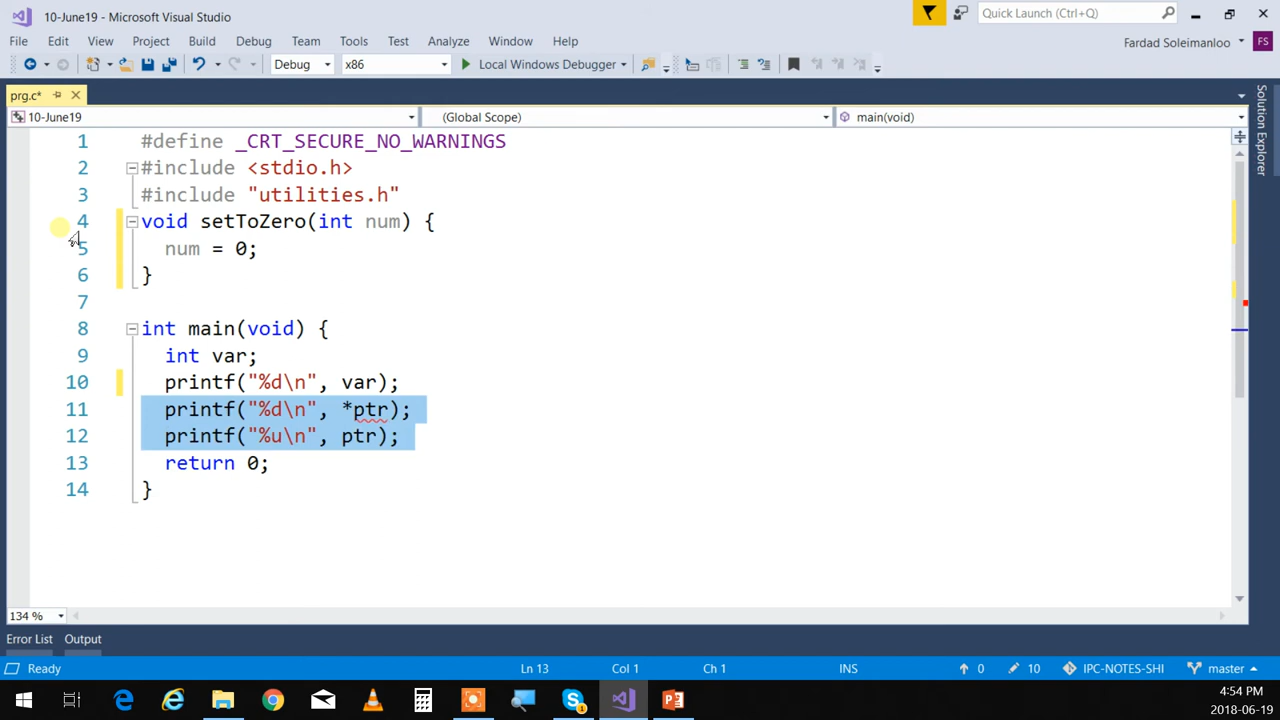 10-June19 - Microsoft Visual Studio
Quick Launch (Ctrl+Q)
File Edit View Project Build Debug Team Tools Test Analyze Window Help
Fardad Soleimanloo FS
Debug x86 Local Windows Debugger
prg.c*
10-June19 (Global Scope) main(void)
Solution Explorer
1 #define _CRT_SECURE_NO_WARNINGS
2 #include <stdio.h>
3 #include "utilities.h"
4 void setToZero(int num) {
5 num = 0;
6 }
7
8 int main(void) {
9 int var;
10 printf("%d\n", var);
11 printf("%d\n", *ptr);
12 printf("%u\n", ptr);
13 return 0;
14 }
134 %
Error List Output
Ready Ln 13 Col 1 Ch 1 INS 0 10 IPC-NOTES-SHI master
4:54 PM
2018-06-19